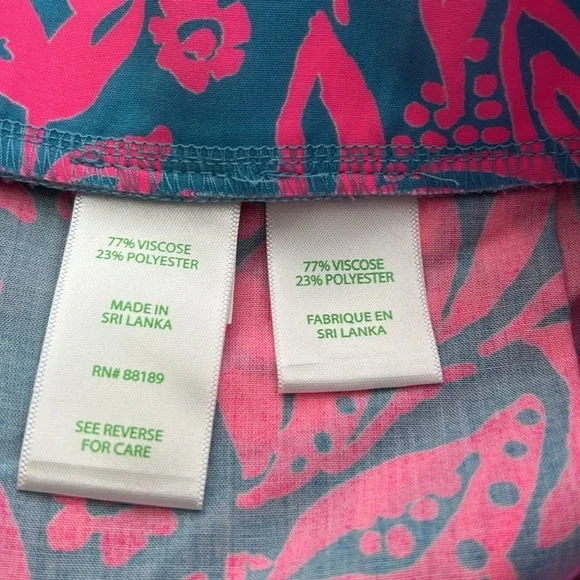 77% VISCOSE
23% POLYESTER
MADE IN
SRI LANKA
RN# 88189
SEE REVERSE
FOR CARE
77% VISCOSE
23% POLYESTER
FABRIQUE EN
SRI LANKA